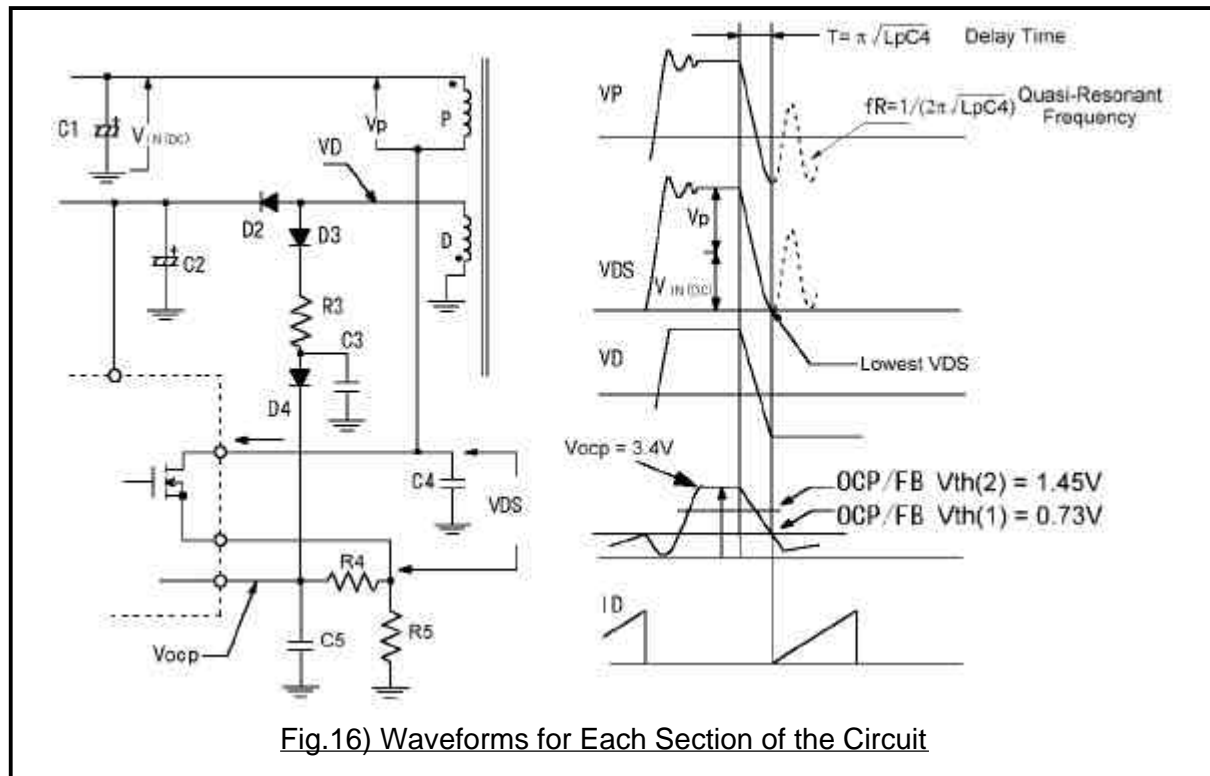 T= π √LpC4 Delay Time
VP
fR=1/(2π √LpC4) Quasi-Resonant
Frequency
C1
VIN(DC)
Vp
P
VD
D2
D3
D
C2
R3
C3
D4
Vp
VDS
VIN(DC)
VD
Lowest VDS
Vocp = 3.4V
OCP/FB Vth(2) = 1.45V
OCP/FB Vth(1) = 0.73V
C4
VDS
R4
R5
C5
Vocp
ID
Fig.16) Waveforms for Each Section of the Circuit